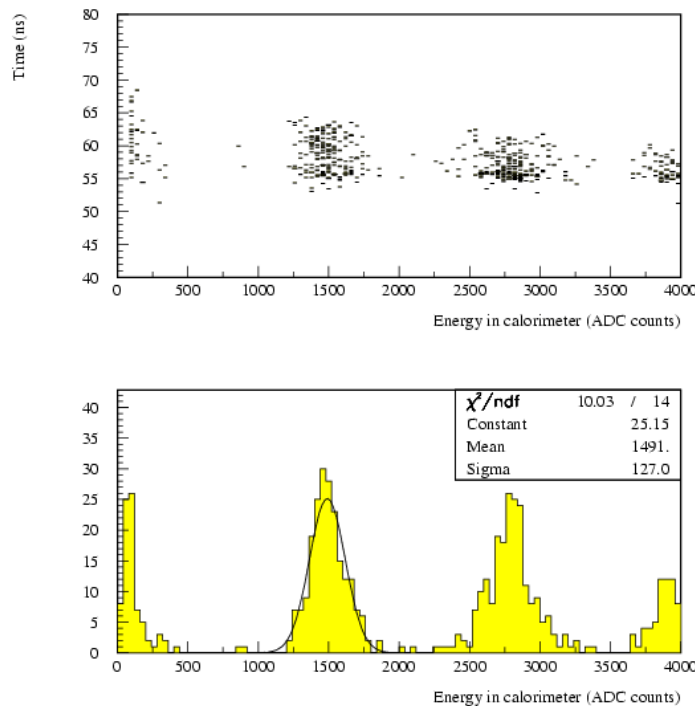 Time (ns)
80
75
70
65
60
55
50
45
40
0 500 1000 1500 2000 2500 3000 3500 4000
Energy in calorimeter (ADC counts)
χ²/ndf 10.03 / 14
Constant 25.15
Mean 1491.
Sigma 127.0
40
35
30
25
20
15
10
5
0
0 500 1000 1500 2000 2500 3000 3500 4000
Energy in calorimeter (ADC counts)